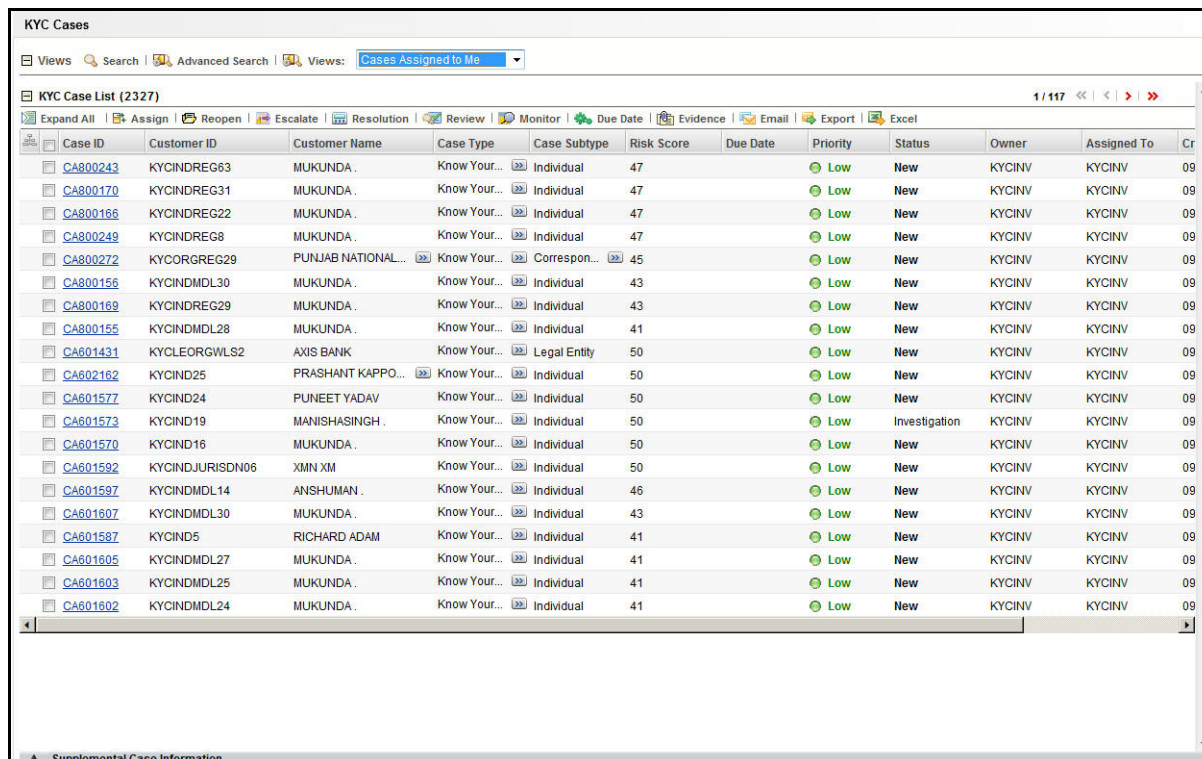 KYC Cases
Views Search | Advanced Search | Views: Cases Assigned to Me
KYC Case List (2327) 1 / 117
Expand All | Assign | Reopen | Escalate | Resolution | Review | Monitor | Due Date | Evidence | Email | Export | Excel
Case ID Customer ID Customer Name Case Type Case Subtype Risk Score Due Date Priority Status Owner Assigned To Cr
CA800243 KYCINDREG63 MUKUNDA . Know Your... Individual 47 Low New KYCINV KYCINV 09
CA800170 KYCINDREG31 MUKUNDA . Know Your... Individual 47 Low New KYCINV KYCINV 09
CA800166 KYCINDREG22 MUKUNDA . Know Your... Individual 47 Low New KYCINV KYCINV 09
CA800249 KYCINDREG8 MUKUNDA . Know Your... Individual 47 Low New KYCINV KYCINV 09
CA800272 KYCORGREG29 PUNJAB NATIONAL... Know Your... Correspon... 45 Low New KYCINV KYCINV 09
CA800156 KYCINDMDL30 MUKUNDA . Know Your... Individual 43 Low New KYCINV KYCINV 09
CA800169 KYCINDREG29 MUKUNDA . Know Your... Individual 43 Low New KYCINV KYCINV 09
CA800155 KYCINDMDL28 MUKUNDA . Know Your... Individual 41 Low New KYCINV KYCINV 09
CA601431 KYCLEORGWLS2 AXIS BANK Know Your... Legal Entity 50 Low New KYCINV KYCINV 09
CA602162 KYCIND25 PRASHANT KAPPO... Know Your... Individual 50 Low New KYCINV KYCINV 09
CA601577 KYCIND24 PUNEET YADAV Know Your... Individual 50 Low New KYCINV KYCINV 09
CA601573 KYCIND19 MANISHASINGH . Know Your... Individual 50 Low Investigation KYCINV KYCINV 09
CA601570 KYCIND16 MUKUNDA . Know Your... Individual 50 Low New KYCINV KYCINV 09
CA601592 KYCINDJURISDN06 XMN XM Know Your... Individual 50 Low New KYCINV KYCINV 09
CA601597 KYCINDMDL14 ANSHUMAN . Know Your... Individual 46 Low New KYCINV KYCINV 09
CA601607 KYCINDMDL30 MUKUNDA . Know Your... Individual 43 Low New KYCINV KYCINV 09
CA601587 KYCIND5 RICHARD ADAM Know Your... Individual 41 Low New KYCINV KYCINV 09
CA601605 KYCINDMDL27 MUKUNDA . Know Your... Individual 41 Low New KYCINV KYCINV 09
CA601603 KYCINDMDL25 MUKUNDA . Know Your... Individual 41 Low New KYCINV KYCINV 09
CA601602 KYCINDMDL24 MUKUNDA . Know Your... Individual 41 Low New KYCINV KYCINV 09
Supplemental Case Information